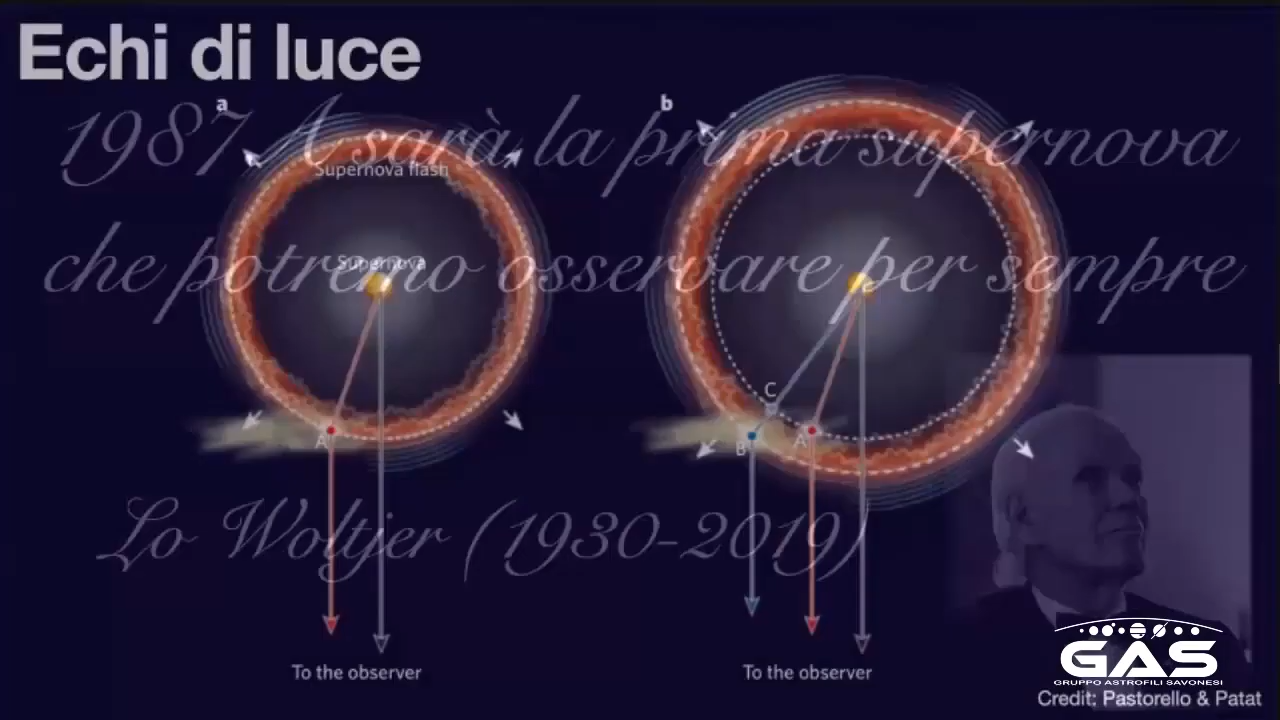 Echi di luce
a
b
1987 A sarà la prima supernova
Supernova flash
che potremo osservare per sempre
Supernova
C
A
B
A
Lo Woltjer (1930-2019)
To the observer
To the observer
GAS
GRUPPO ASTROFILI SAVONESI
Credit: Pastorello & Patat